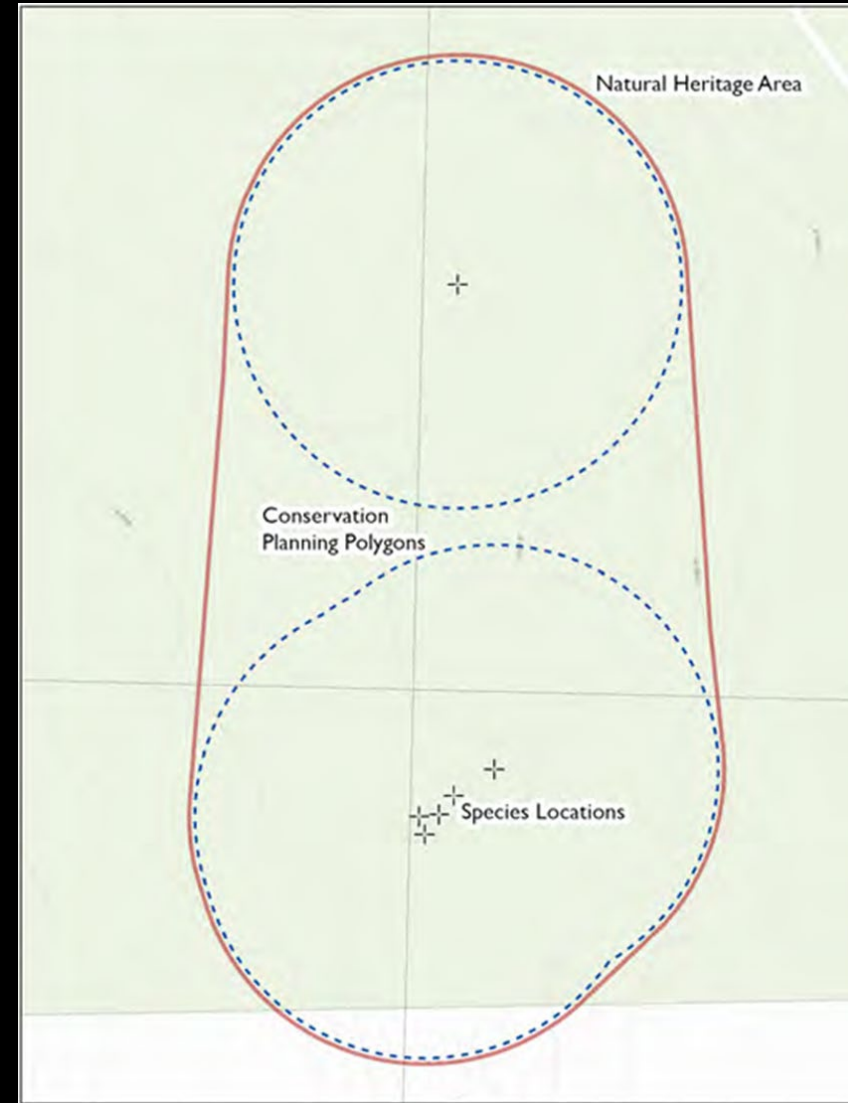 Natural Heritage Area
Conservation
Planning Polygons
Species Locations